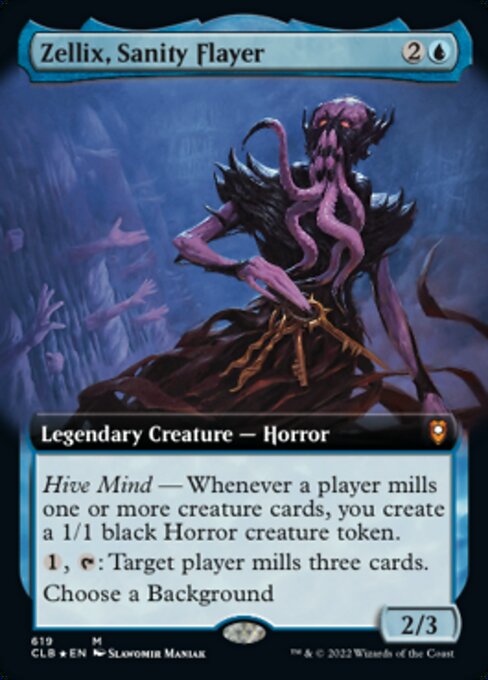 Zellix, Sanity Flayer 2
Legendary Creature — Horror
Hive Mind — Whenever a player mills
one or more creature cards, you create
a 1/1 black Horror creature token.
1, : Target player mills three cards.
Choose a Background
2/3
619 M
CLB ★ EN Slawomir Maniak
™ & © 2022 Wizards of the Coast